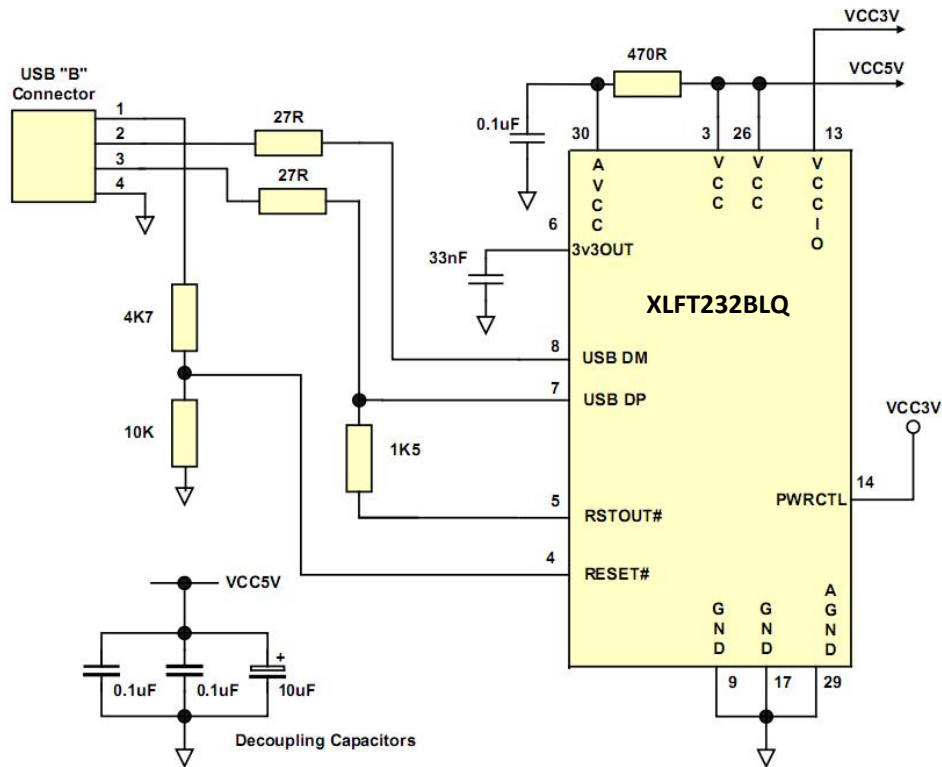 VCC3V
470R
VCC5V
USB "B"
Connector
1
2
3
4
27R
27R
0.1uF
30
3
26
13
AVCC
VCC
VCC
VCCIO
6
3v3OUT
33nF
XLFT232BLQ
4K7
8
USB DM
7
USB DP
10K
1K5
VCC3V
14
PWRCTL
5
RSTOUT#
4
RESET#
VCC5V
GND
GND
AGND
+
0.1uF
0.1uF
10uF
9
17
29
Decoupling Capacitors